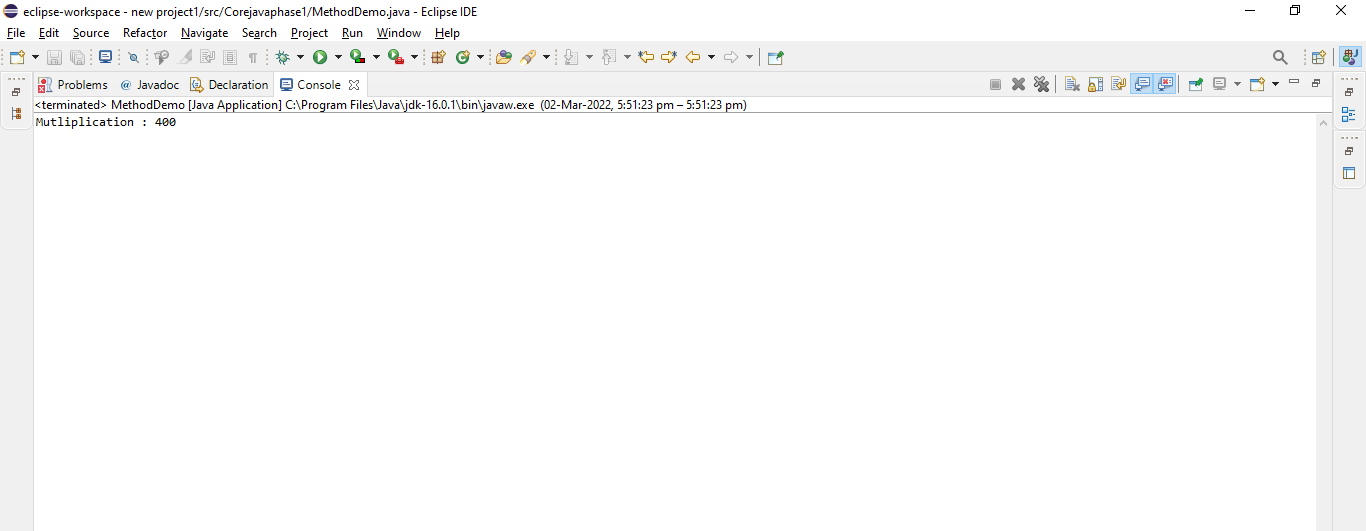 eclipse-workspace - new project1/src/Corejavaphase1/MethodDemo.java - Eclipse IDE
File Edit Source Refactor Navigate Search Project Run Window Help
Problems @ Javadoc Declaration Console
<terminated> MethodDemo [Java Application] C:\Program Files\Java\jdk-16.0.1\bin\javaw.exe (02-Mar-2022, 5:51:23 pm – 5:51:23 pm)
Mutliplication : 400